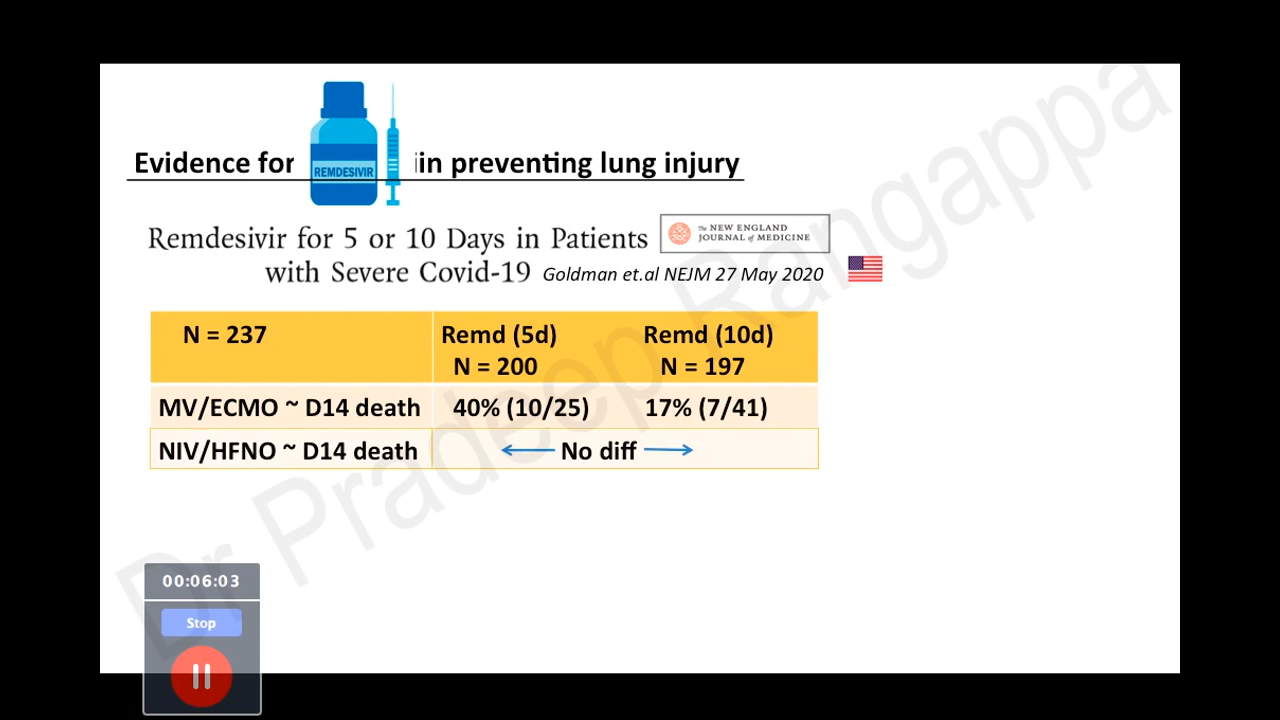 Evidence for REMDESIVIR iin preventing lung injury
Remdesivir for 5 or 10 Days in Patients
The NEW ENGLAND
JOURNAL of MEDICINE
with Severe Covid-19 Goldman et.al NEJM 27 May 2020
N = 237 Remd (5d) Remd (10d)
N = 200 N = 197
MV/ECMO ~ D14 death 40% (10/25) 17% (7/41)
NIV/HFNO ~ D14 death No diff
Dr Pradeep Rangappa
00:06:03
Stop